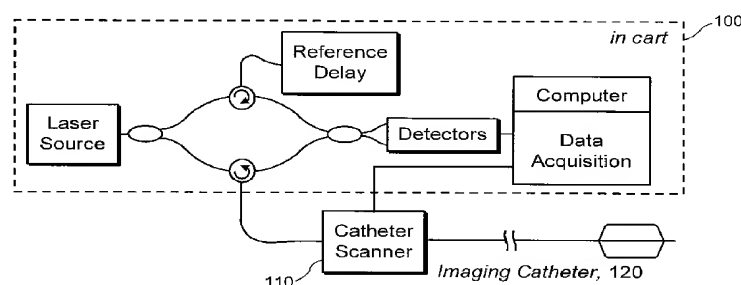 in cart
100
Reference
Delay
Laser
Source
Detectors
Computer
Data
Acquisition
Catheter
Scanner
110
Imaging Catheter, 120